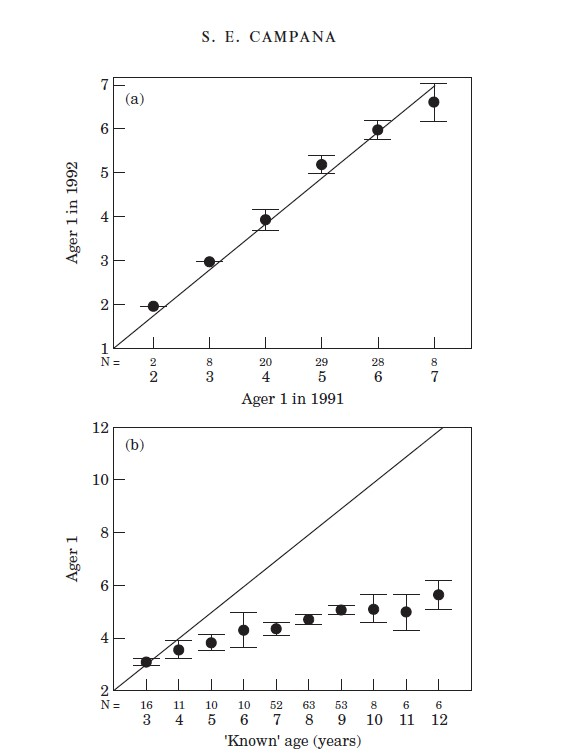 S. E. CAMPANA
(a)
7
6
5
4
3
2
1
Ager 1 in 1992
N = 2 8 20 29 28 8
2 3 4 5 6 7
Ager 1 in 1991
(b)
12
10
8
6
4
2
Ager 1
N = 16 11 10 10 52 63 53 8 6 6
3 4 5 6 7 8 9 10 11 12
'Known' age (years)